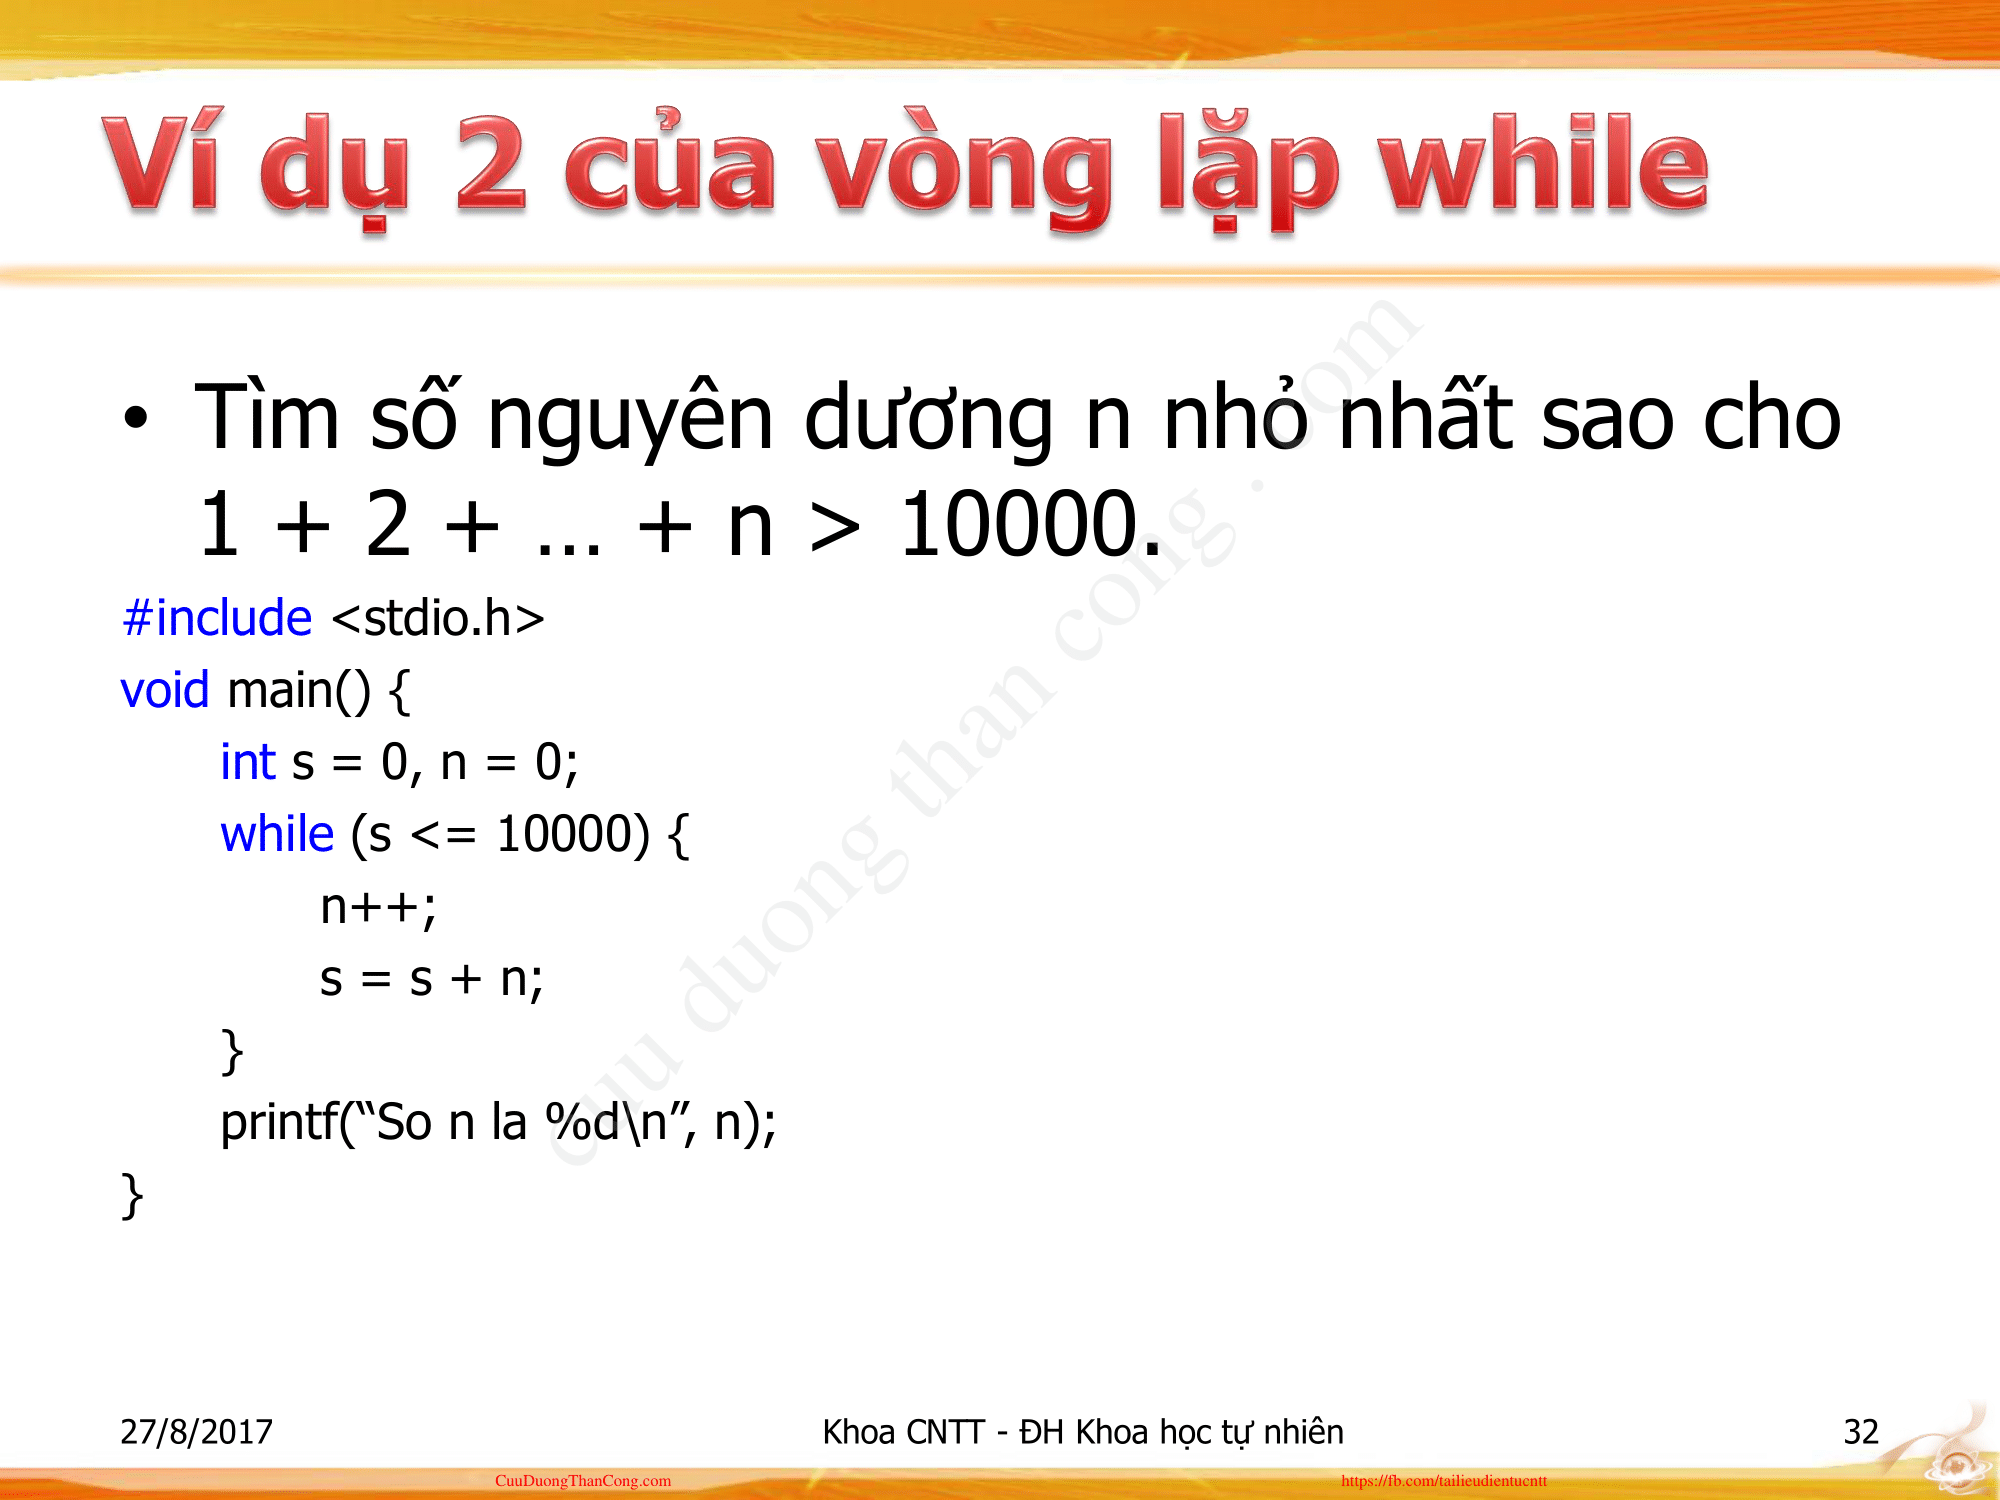 Ví dụ 2 của vòng lặp while
• Tìm số nguyên dương n nhỏ nhất sao cho
1 + 2 + … + n > 10000.
#include <stdio.h>
void main() {
int s = 0, n = 0;
while (s <= 10000) {
n++;
s = s + n;
}
printf(“So n la %d\n”, n);
}
cuu duong than cong . com
27/8/2017
Khoa CNTT - ĐH Khoa học tự nhiên
32
CuuDuongThanCong.com
https://fb.com/tailieudientucntt